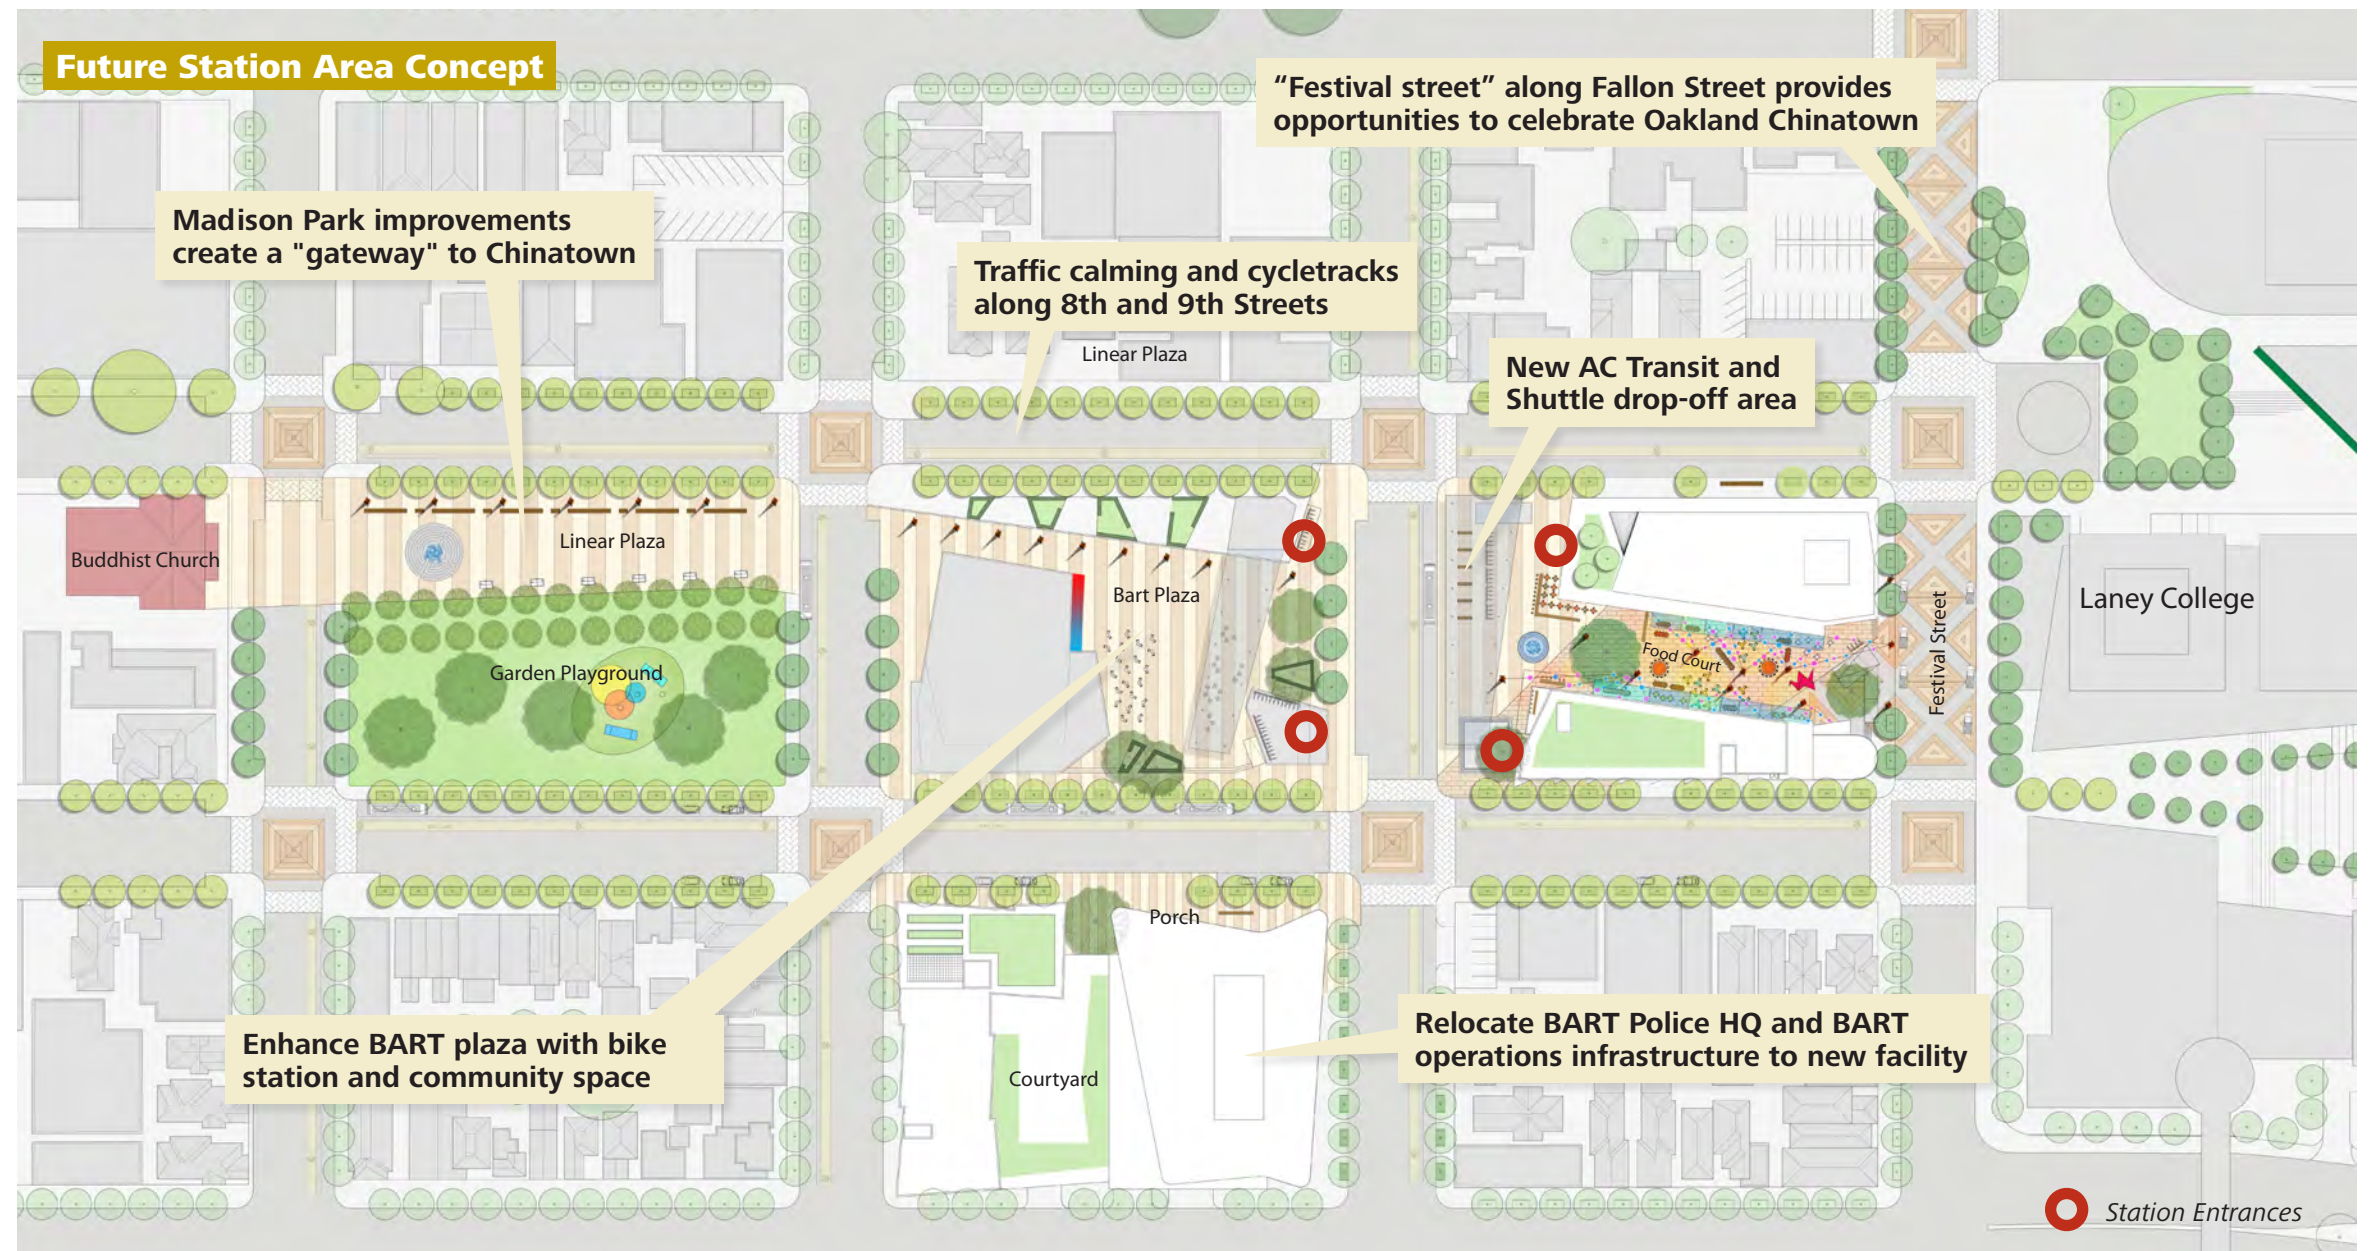 Future Station Area Concept
“Festival street” along Fallon Street provides
opportunities to celebrate Oakland Chinatown
Madison Park improvements
create a "gateway" to Chinatown
Traffic calming and cycletracks
along 8th and 9th Streets
Linear Plaza
New AC Transit and
Shuttle drop-off area
Buddhist Church
Linear Plaza
Bart Plaza
Laney College
Festival Street
Food Court
Garden Playground
Porch
Enhance BART plaza with bike
station and community space
Courtyard
Relocate BART Police HQ and BART
operations infrastructure to new facility
Station Entrances